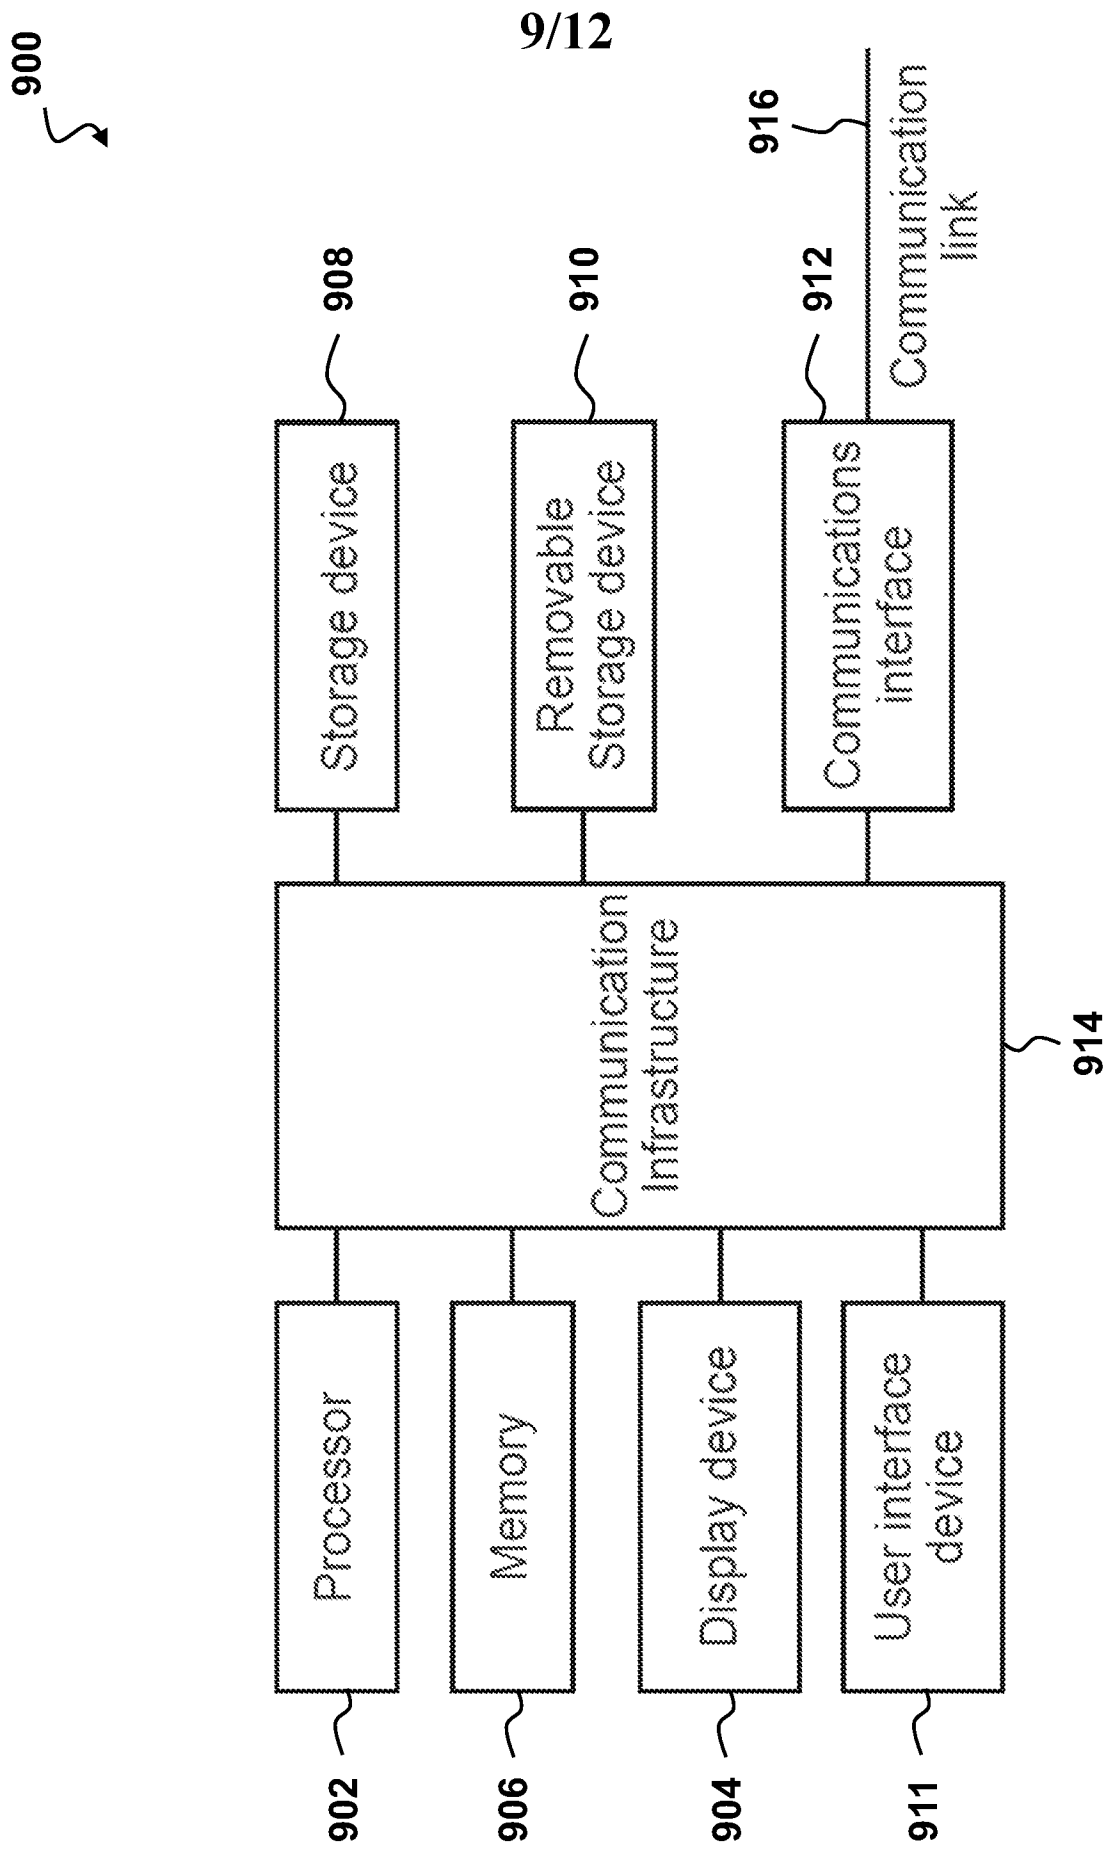 9/12
900
902
Processor
906
Memory
904
Display device
911
User interface
device
Communication
Infrastructure
914
Storage device
908
Removable
Storage device
910
Communications
interface
912
916
Communication
link